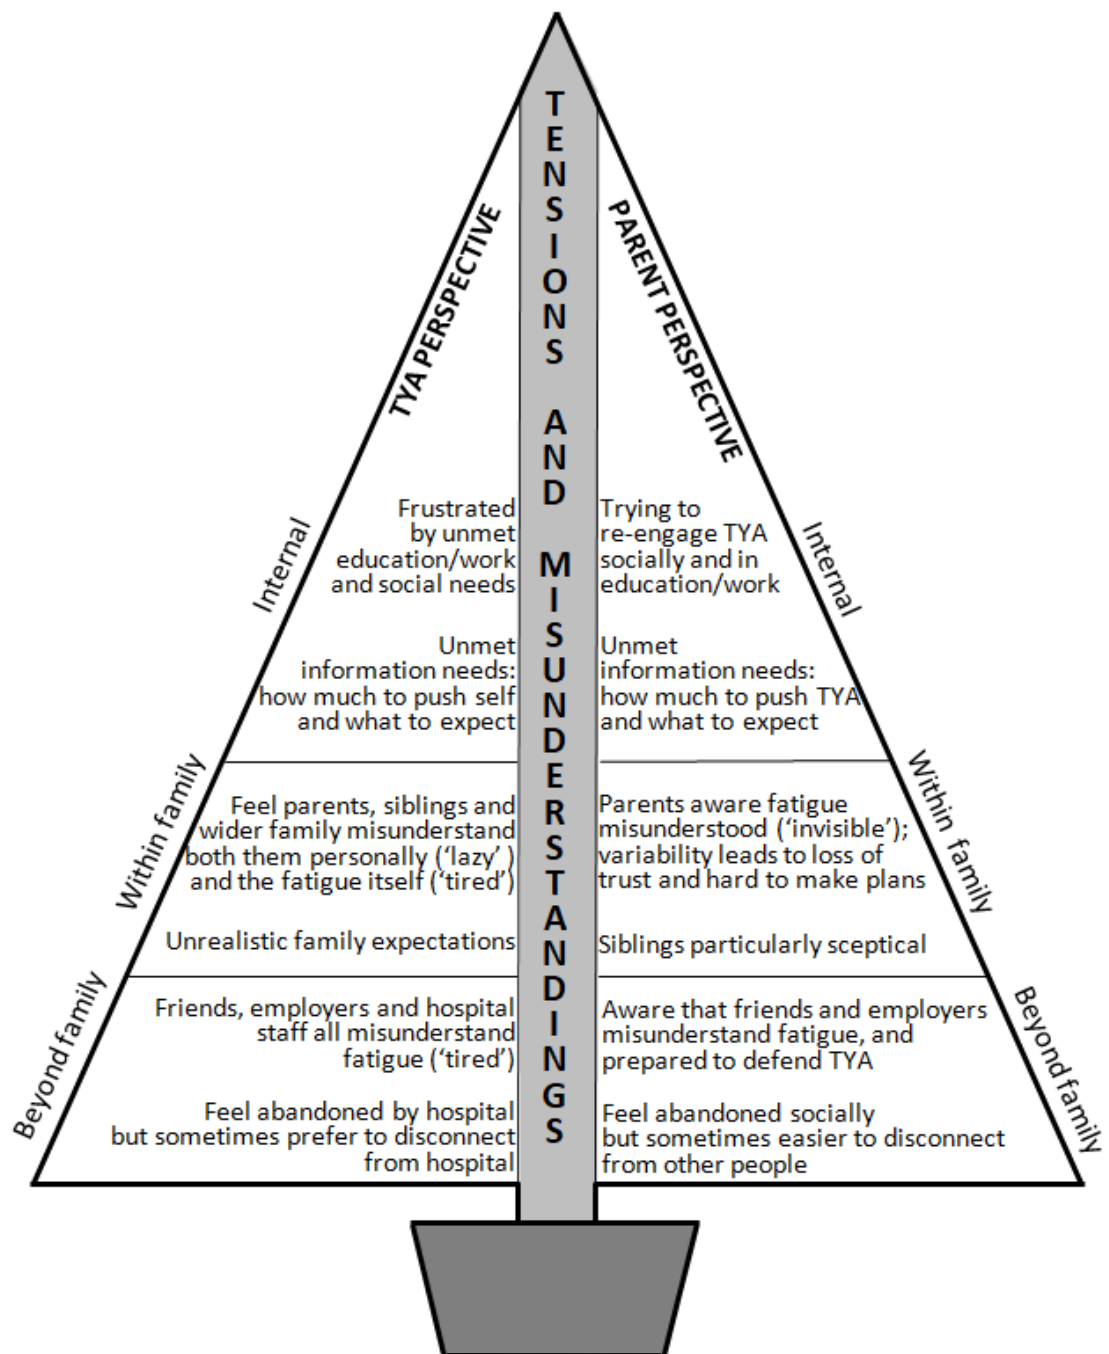 TENSIONS AND MISUNDERSTANDINGS
TYA PERSPECTIVE
PARENT PERSPECTIVE
Internal
Frustrated
by unmet
education/work
and social needs
Unmet
information needs:
how much to push self
and what to expect
Trying to
re-engage TYA
socially and in
education/work
Unmet
information needs:
how much to push TYA
and what to expect
Internal
Within family
Feel parents, siblings and
wider family misunderstand
both them personally (‘lazy’ )
and the fatigue itself (‘tired’)
Unrealistic family expectations
Parents aware fatigue
misunderstood (‘invisible’);
variability leads to loss of
trust and hard to make plans
Siblings particularly sceptical
Within family
Beyond family
Friends, employers and hospital
staff all misunderstand
fatigue (‘tired’)
Feel abandoned by hospital
but sometimes prefer to disconnect
from hospital
Aware that friends and employers
misunderstand fatigue, and
prepared to defend TYA
Feel abandoned socially
but sometimes easier to disconnect
from other people
Beyond family